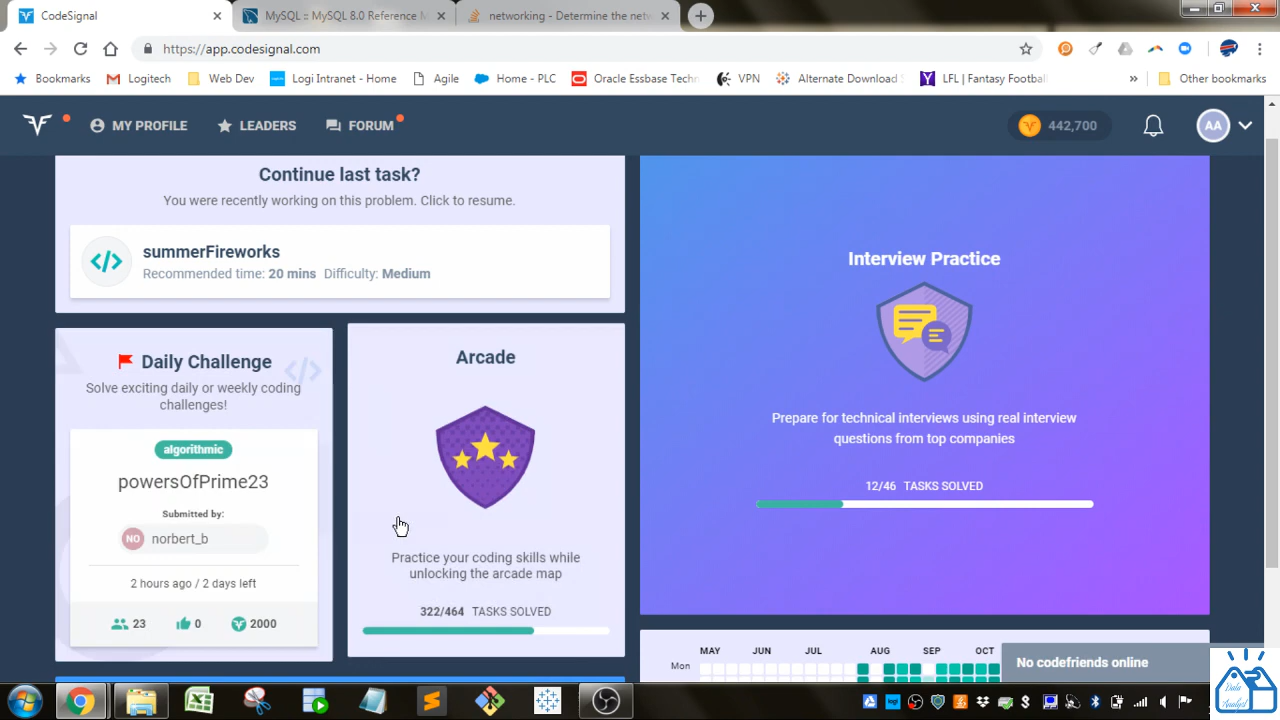 CodeSignal
MySQL :: MySQL 8.0 Reference M
networking - Determine the netw
https://app.codesignal.com
Bookmarks
Logitech
Web Dev
Logi Intranet - Home
Agile
Home - PLC
Oracle Essbase Techn
VPN
Alternate Download S
LFL | Fantasy Football
»
Other bookmarks
MY PROFILE
LEADERS
FORUM
442,700
AA
Continue last task?
You were recently working on this problem. Click to resume.
summerFireworks
Recommended time: 20 mins Difficulty: Medium
Daily Challenge
Solve exciting daily or weekly coding
challenges!
algorithmic
powersOfPrime23
Submitted by:
NO norbert_b
2 hours ago / 2 days left
23 0 2000
Arcade
Practice your coding skills while
unlocking the arcade map
322/464 TASKS SOLVED
Interview Practice
Prepare for technical interviews using real interview
questions from top companies
12/46 TASKS SOLVED
MAY JUN JUL AUG SEP OCT
Mon
No codefriends online
logi
Data
Analyst